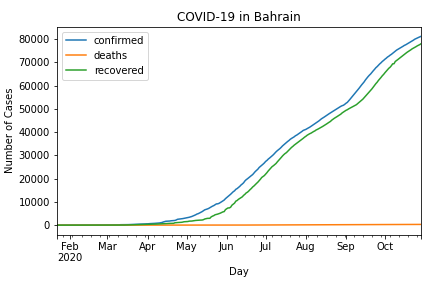 COVID-19 in Bahrain
confirmed
deaths
recovered
80000
70000
60000
50000
40000
30000
20000
10000
0
Number of Cases
Feb Mar Apr May Jun Jul Aug Sep Oct
2020
Day